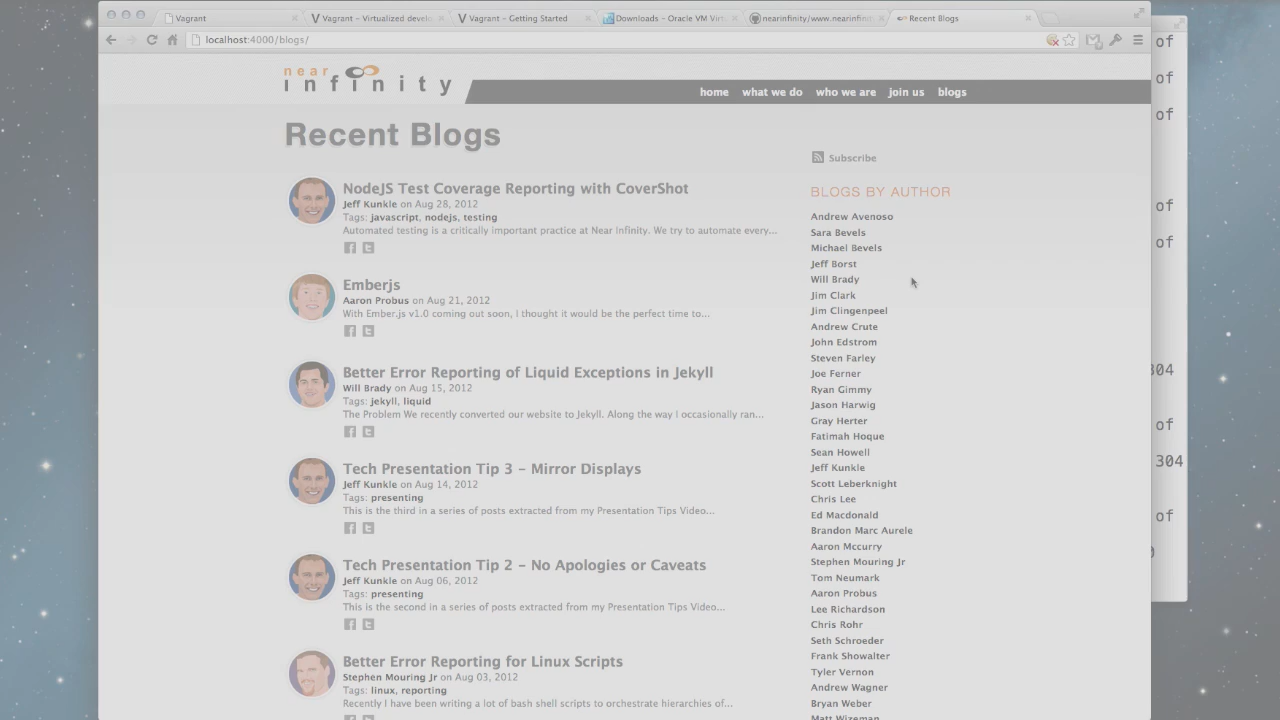 Vagrant
Vagrant – Virtualized devel
Vagrant – Getting Started
Downloads – Oracle VM Virt
nearinfinity/www.nearinfin
Recent Blogs
localhost:4000/blogs/
near
infinity
home what we do who we are join us blogs
Recent Blogs
Subscribe
NodeJS Test Coverage Reporting with CoverShot
Jeff Kunkle on Aug 28, 2012
Tags: javascript, nodejs, testing
Automated testing is a critically important practice at Near Infinity. We try to automate every...
Emberjs
Aaron Probus on Aug 21, 2012
With Ember.js v1.0 coming out soon, I thought it would be the perfect time to...
Better Error Reporting of Liquid Exceptions in Jekyll
Will Brady on Aug 15, 2012
Tags: jekyll, liquid
The Problem We recently converted our website to Jekyll. Along the way I occasionally ran...
Tech Presentation Tip 3 – Mirror Displays
Jeff Kunkle on Aug 14, 2012
Tags: presenting
This is the third in a series of posts extracted from my Presentation Tips Video...
Tech Presentation Tip 2 – No Apologies or Caveats
Jeff Kunkle on Aug 06, 2012
Tags: presenting
This is the second in a series of posts extracted from my Presentation Tips Video...
Better Error Reporting for Linux Scripts
Stephen Mouring Jr on Aug 03, 2012
Tags: linux, reporting
Recently I have been writing a lot of bash shell scripts to orchestrate hierarchies of...
BLOGS BY AUTHOR
Andrew Avenoso
Sara Bevels
Michael Bevels
Jeff Borst
Will Brady
Jim Clark
Jim Clingenpeel
Andrew Crute
John Edstrom
Steven Farley
Joe Ferner
Ryan Gimmy
Jason Harwig
Gray Herter
Fatimah Hoque
Sean Howell
Jeff Kunkle
Scott Leberknight
Chris Lee
Ed Macdonald
Brandon Marc Aurele
Aaron Mccurry
Stephen Mouring Jr
Tom Neumark
Aaron Probus
Lee Richardson
Chris Rohr
Seth Schroeder
Frank Showalter
Tyler Vernon
Andrew Wagner
Bryan Weber
Matt Wizeman
of
of
of
of
of
304
of
304
of